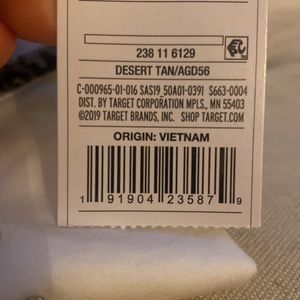 238 11 6129
DESERT TAN/AGD56
C-000965-01-016 SAS19_50A01-0391 S663-0004
DIST. BY TARGET CORPORATION MPLS., MN 55403
©2019 TARGET BRANDS, INC. SHOP TARGET.COM
ORIGIN: VIETNAM
1 91904 23587 9